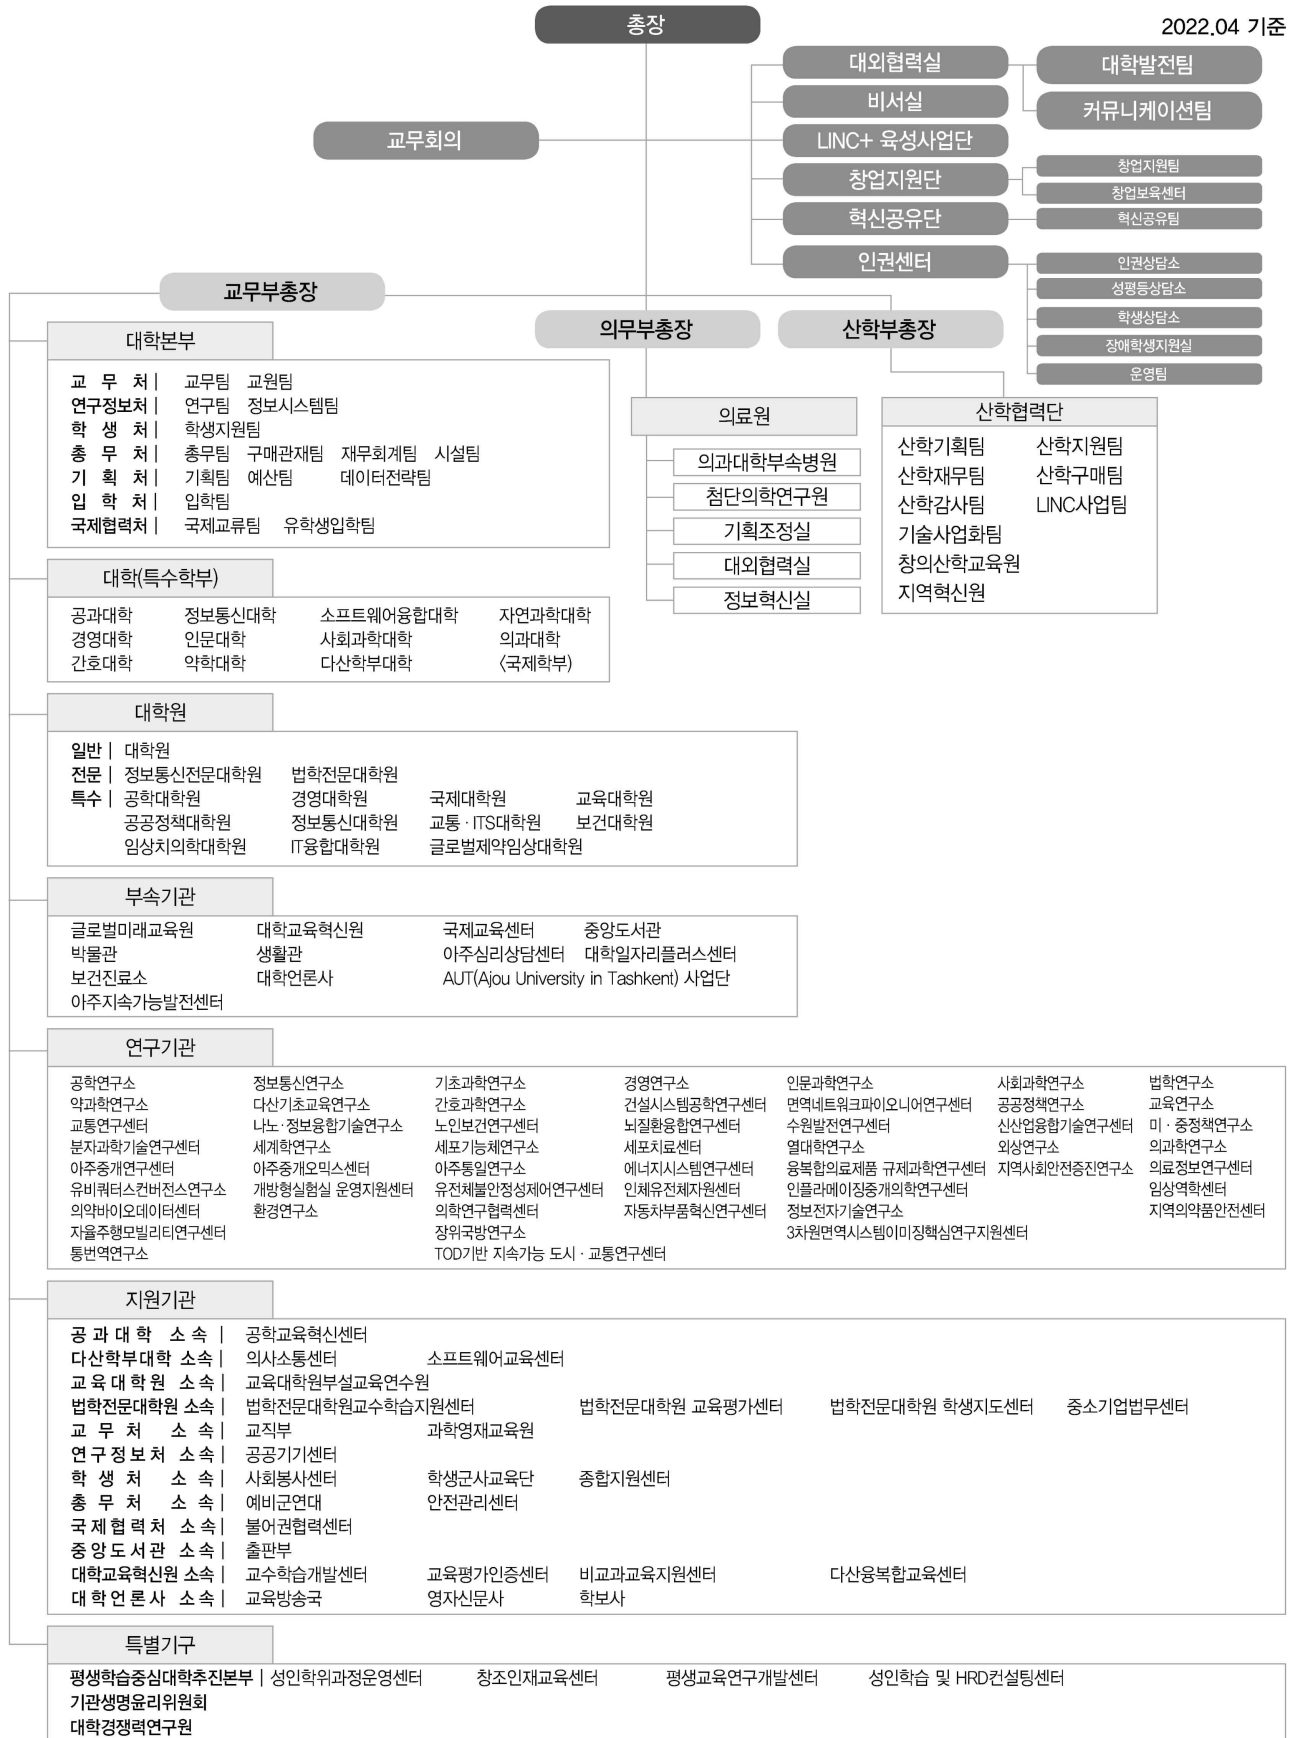 총장
2022.04 기준
대외협력실
대학발전팀
비서실
커뮤니케이션팀
교무회의
LINC+ 육성사업단
창업지원단
창업지원팀
창업보육센터
혁신공유단
혁신공유팀
인권센터
인권상담소
성평등상담소
학생상담소
장애학생지원실
운영팀
교무부총장
의무부총장
산학부총장
대학본부
교 무 처 | 교무팀 교원팀
연구정보처 | 연구팀 정보시스템팀
학 생 처 | 학생지원팀
총 무 처 | 총무팀 구매관재팀 재무회계팀 시설팀
기 획 처 | 기획팀 예산팀 데이터전략팀
입 학 처 | 입학팀
국제협력처 | 국제교류팀 유학생입학팀
의료원
의과대학부속병원
첨단의학연구원
기획조정실
대외협력실
정보혁신실
산학협력단
산학기획팀 산학지원팀
산학재무팀 산학구매팀
산학감사팀 LINC사업팀
기술사업화팀
창의산학교육원
지역혁신원
대학(특수학부)
공과대학 정보통신대학 소프트웨어융합대학 자연과학대학
경영대학 인문대학 사회과학대학 의과대학
간호대학 약학대학 다산학부대학 〈국제학부)
대학원
일반 | 대학원
전문 | 정보통신전문대학원 법학전문대학원
특수 | 공학대학원 경영대학원 국제대학원 교육대학원
공공정책대학원 정보통신대학원 교통 · ITS대학원 보건대학원
임상치의학대학원 IT융합대학원 글로벌제약임상대학원
부속기관
글로벌미래교육원 대학교육혁신원 국제교육센터 중앙도서관
박물관 생활관 아주심리상담센터 대학일자리플러스센터
보건진료소 대학언론사 AUT(Ajou University in Tashkent) 사업단
아주지속가능발전센터
연구기관
공학연구소 정보통신연구소 기초과학연구소 경영연구소 인문과학연구소 사회과학연구소 법학연구소
약과학연구소 다산기초교육연구소 간호과학연구소 건설시스템공학연구센터 면역네트워크파이오니어연구센터 공공정책연구소 교육연구소
교통연구센터 나노·정보융합기술연구소 노인보건연구센터 뇌질환융합연구센터 수원발전연구센터 신산업융합기술연구센터 미 · 중정책연구소
분자과학기술연구센터 세계학연구소 세포기능체연구소 세포치료센터 열대학연구소 외상연구소 의과학연구소
아주중개연구센터 아주중개오믹스센터 아주통일연구소 에너지시스템연구센터 융복합의료제품 규제과학연구센터 지역사회안전증진연구소 의료정보연구센터
유비쿼터스컨버전스연구소 개방형실험실 운영지원센터 유전체불안정성제어연구센터 인체유전체자원센터 인플라메이징중개의학연구센터 임상역학센터
의약바이오데이터센터 환경연구소 의학연구협력센터 자동차부품혁신연구센터 정보전자기술연구소 지역의약품안전센터
자율주행모빌리티연구센터 장위국방연구소 3차원면역시스템이미징핵심연구지원센터
통번역연구소 TOD기반 지속가능 도시 · 교통연구센터
지원기관
공 과 대 학 소 속 | 공학교육혁신센터
다산학부대학 소속 | 의사소통센터 소프트웨어교육센터
교 육 대 학 원 소 속 | 교육대학원부설교육연수원
법학전문대학원 소속 | 법학전문대학원교수학습지원센터 법학전문대학원 교육평가센터 법학전문대학원 학생지도센터 중소기업법무센터
교 무 처 소 속 | 교직부 과학영재교육원
연 구 정 보 처 소 속 | 공공기기센터
학 생 처 소 속 | 사회봉사센터 학생군사교육단 종합지원센터
총 무 처 소 속 | 예비군연대 안전관리센터
국 제 협 력 처 소 속 | 불어권협력센터
중 앙 도 서 관 소 속 | 출판부
대학교육혁신원 소속 | 교수학습개발센터 교육평가인증센터 비교과교육지원센터 다산융복합교육센터
대 학 언 론 사 소 속 | 교육방송국 영자신문사 학보사
특별기구
평생학습중심대학추진본부 | 성인학위과정운영센터 창조인재교육센터 평생교육연구개발센터 성인학습 및 HRD컨설팅센터
기관생명윤리위원회
대학경쟁력연구원